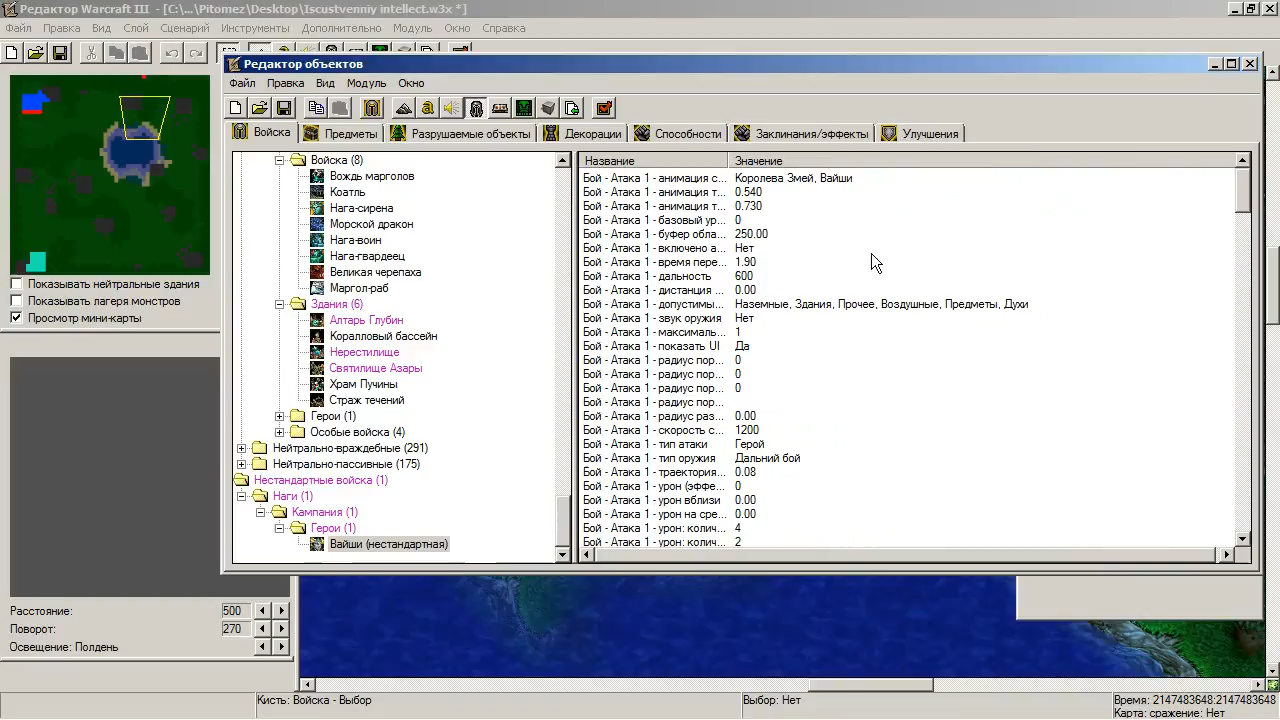 Редактор Warcraft III - [C:\...\Pitomez\Desktop\Iscustvenniy intellect.w3x *]
Файл Правка Вид Слой Сценарий Инструменты Дополнительно Модуль Окно Справка
Редактор объектов
Файл Правка Вид Модуль Окно
Войска Предметы Разрушаемые объекты Декорации Способности Заклинания/эффекты Улучшения
Войска (8)
Вождь марголов
Коатль
Нага-сирена
Морской дракон
Нага-воин
Нага-гвардеец
Великая черепаха
Маргол-раб
Здания (6)
Алтарь Глубин
Коралловый бассейн
Нерестилище
Святилище Азары
Храм Пучины
Страж течений
Герои (1)
Особые войска (4)
Нейтрально-враждебные (291)
Нейтрально-пассивные (175)
Нестандартные войска (1)
Наги (1)
Кампания (1)
Герои (1)
Вайши (нестандартная)
Название Значение
Бой - Атака 1 - анимация с... Королева Змей, Вайши
Бой - Атака 1 - анимация т... 0.540
Бой - Атака 1 - анимация т... 0.730
Бой - Атака 1 - базовый ур... 0
Бой - Атака 1 - буфер обла... 250.00
Бой - Атака 1 - включено а... Нет
Бой - Атака 1 - время пере... 1.90
Бой - Атака 1 - дальность 600
Бой - Атака 1 - дистанция ... 0.00
Бой - Атака 1 - допустимы... Наземные, Здания, Прочее, Воздушные, Предметы, Духи
Бой - Атака 1 - звук оружия Нет
Бой - Атака 1 - максималь... 1
Бой - Атака 1 - показать UI Да
Бой - Атака 1 - радиус пор... 0
Бой - Атака 1 - радиус пор... 0
Бой - Атака 1 - радиус пор... 0
Бой - Атака 1 - радиус пор...
Бой - Атака 1 - радиус раз... 0.00
Бой - Атака 1 - скорость с... 1200
Бой - Атака 1 - тип атаки Герой
Бой - Атака 1 - тип оружия Дальний бой
Бой - Атака 1 - траектория... 0.08
Бой - Атака 1 - урон (эффе... 0
Бой - Атака 1 - урон вблизи 0.00
Бой - Атака 1 - урон на сре... 0.00
Бой - Атака 1 - урон: колич... 4
Бой - Атака 1 - урон: колич... 2
Показывать нейтральные здания
Показывать лагеря монстров
Просмотр мини-карты
Расстояние: 500
Поворот: 270
Освещение: Полдень
Кисть: Войска - Выбор
Выбор: Нет
Время: 2147483648:2147483648
Карта: сражение: Нет